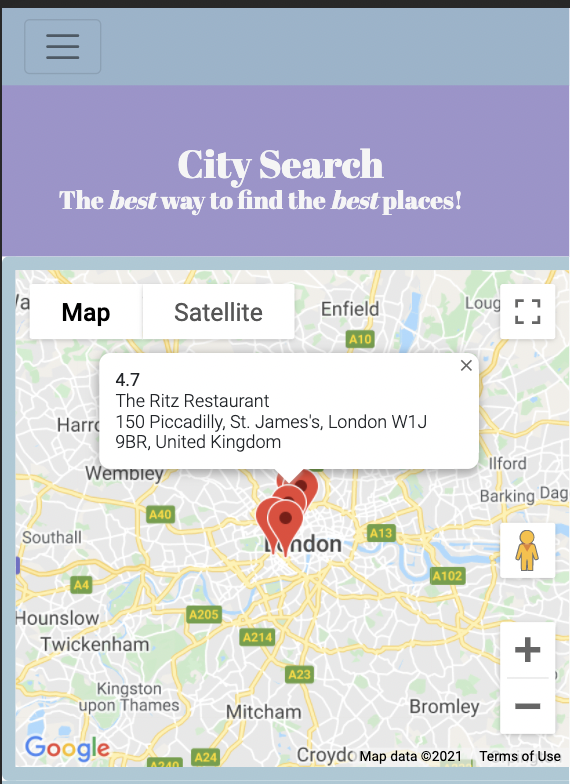 City Search
The best way to find the best places!
Map
Satellite
Enfield
Loug
A10
4.7
The Ritz Restaurant
150 Piccadilly, St. James's, London W1J
9BR, United Kingdom
Harro
Wembley
Ilford
Barking
Dag
A40
Southall
London
A13
A4
A102
Hounslow
A205
Twickenham
A214
A23
Kingston
upon Thames
Mitcham
Bromley
Google
A240
A24
Croydo
Map data ©2021
Terms of Use